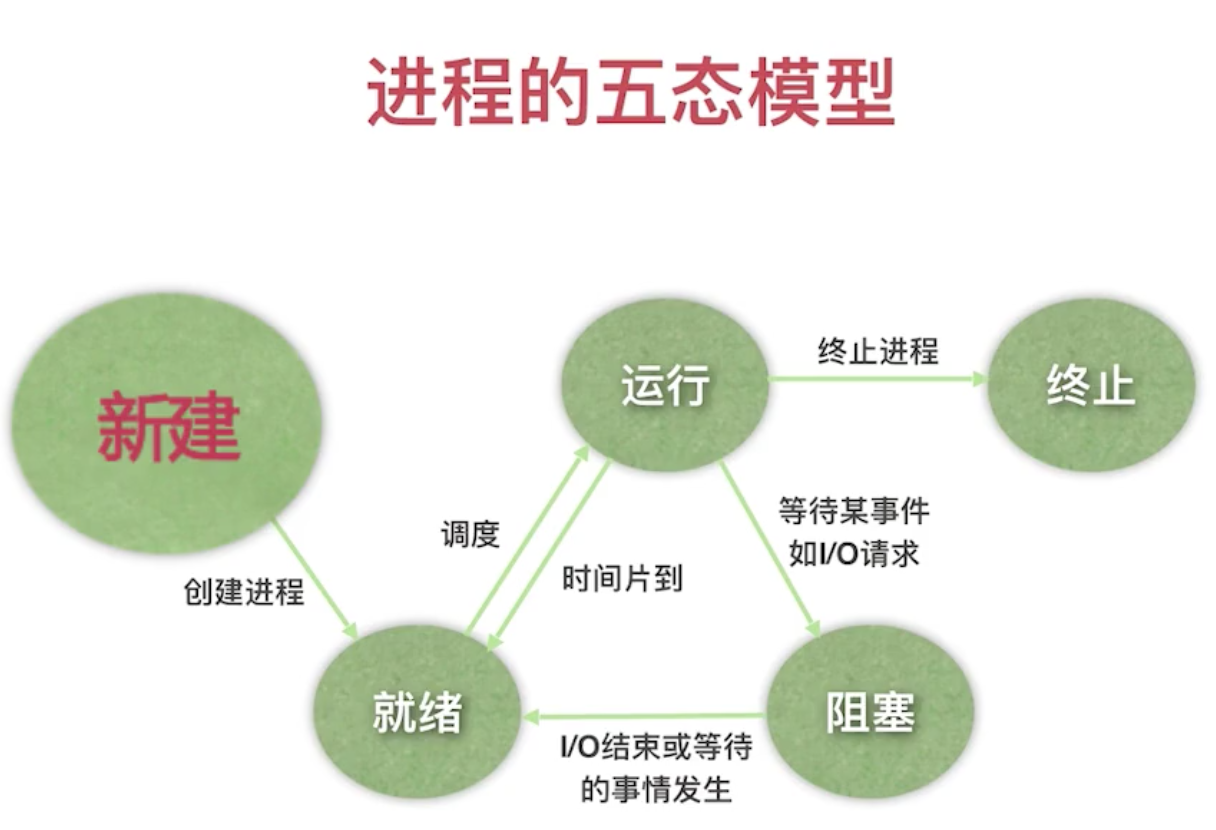 进程的五态模型
新建
运行
终止进程
终止
创建进程
调度
时间片到
等待某事件
如I/O请求
就绪
阻塞
I/O结束或等待
的事情发生